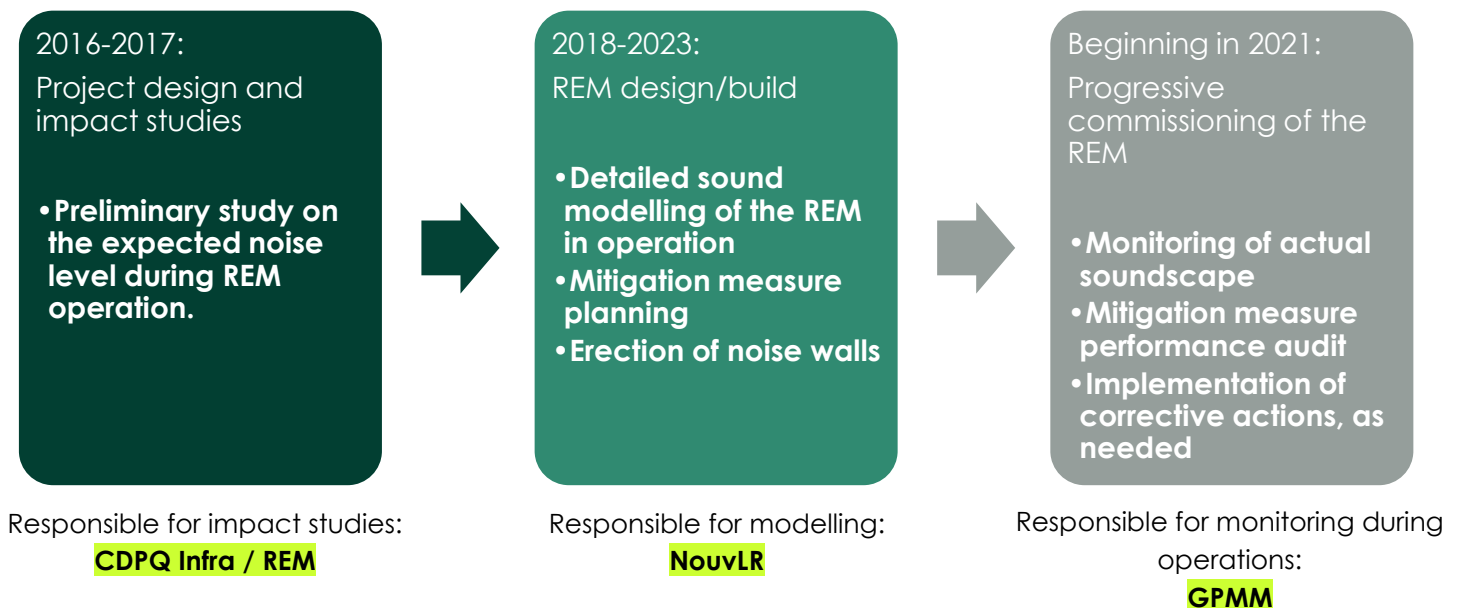 2016-2017:
Project design and
impact studies
•Preliminary study on
the expected noise
level during REM
operation.
Responsible for impact studies:
CDPQ Infra / REM
2018-2023:
REM design/build
•Detailed sound
modelling of the REM
in operation
•Mitigation measure
planning
•Erection of noise walls
Responsible for modelling:
NouvLR
Beginning in 2021:
Progressive
commissioning of the
REM
•Monitoring of actual
soundscape
•Mitigation measure
performance audit
•Implementation of
corrective actions, as
needed
Responsible for monitoring during
operations:
GPMM